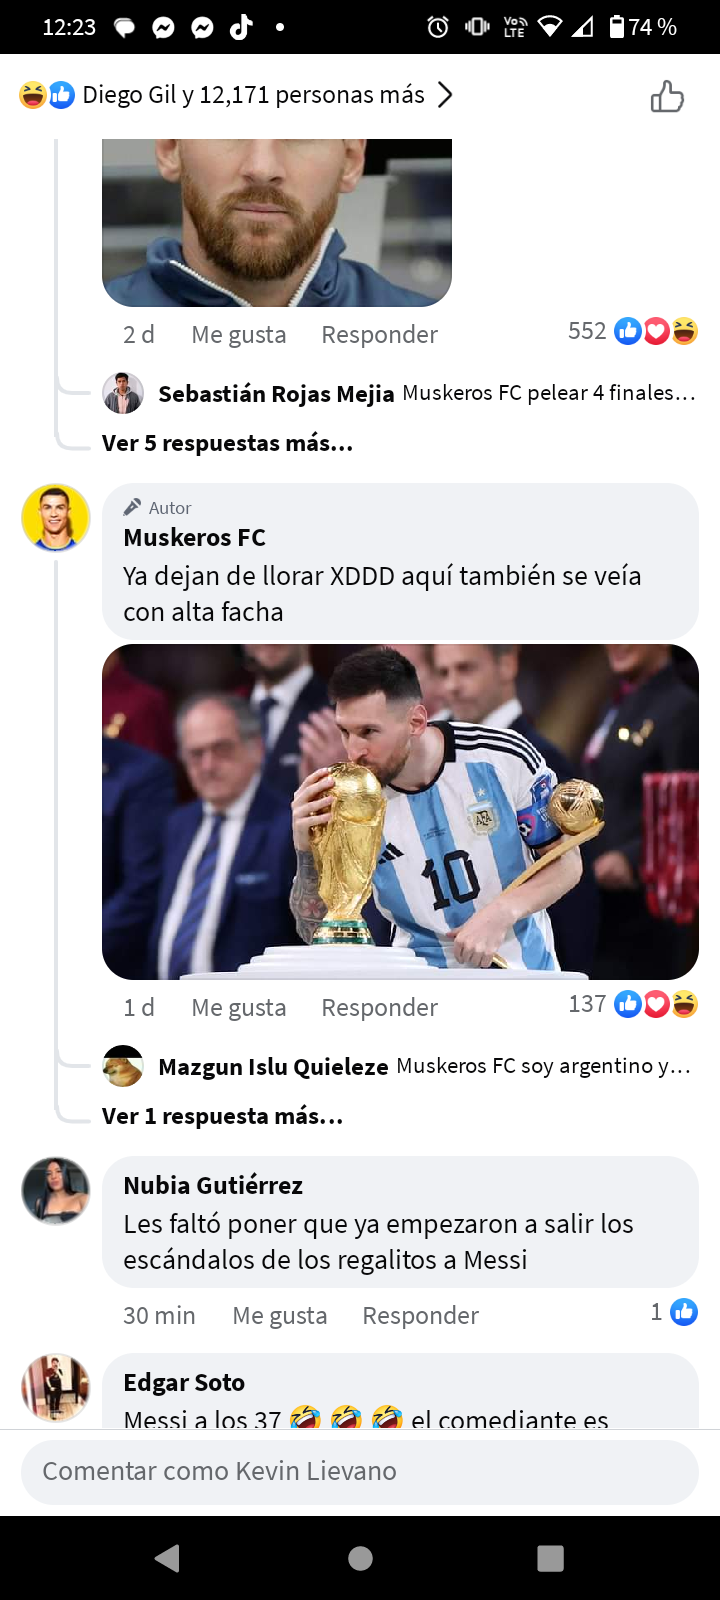 12:23
Vo)) LTE
74 %
Diego Gil y 12,171 personas más
2 d Me gusta Responder 552
Sebastián Rojas Mejia Muskeros FC pelear 4 finales...
Ver 5 respuestas más...
Autor
Muskeros FC
Ya dejan de llorar XDDD aquí también se veía
con alta facha
AFA
10
1 d Me gusta Responder 137
Mazgun Islu Quieleze Muskeros FC soy argentino y...
Ver 1 respuesta más...
Nubia Gutiérrez
Les faltó poner que ya empezaron a salir los
escándalos de los regalitos a Messi
30 min Me gusta Responder 1
Edgar Soto
Messi a los 37 🤣 🤣 🤣 el comediante es
Comentar como Kevin Lievano